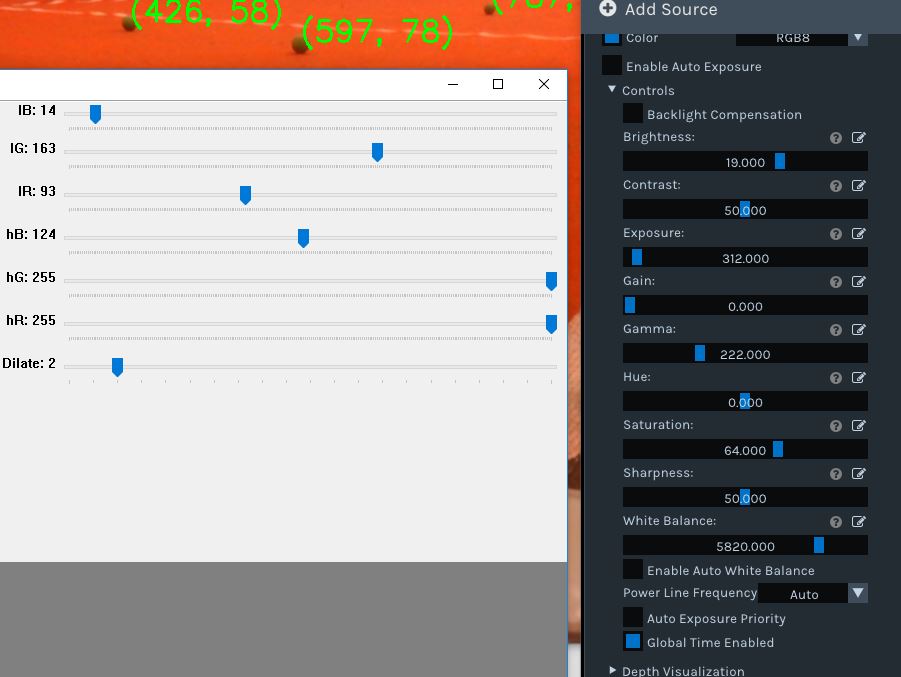 (426, 58)
(597, 78)
Add Source
Color
RGB8
Enable Auto Exposure
Controls
Backlight Compensation
Brightness:
19.000
Contrast:
50.000
Exposure:
312.000
Gain:
0.000
Gamma:
222.000
Hue:
0.000
Saturation:
64.000
Sharpness:
50.000
White Balance:
5820.000
Enable Auto White Balance
Power Line Frequency
Auto
Auto Exposure Priority
Global Time Enabled
Depth Visualization
lB: 14
lG: 163
lR: 93
hB: 124
hG: 255
hR: 255
Dilate: 2